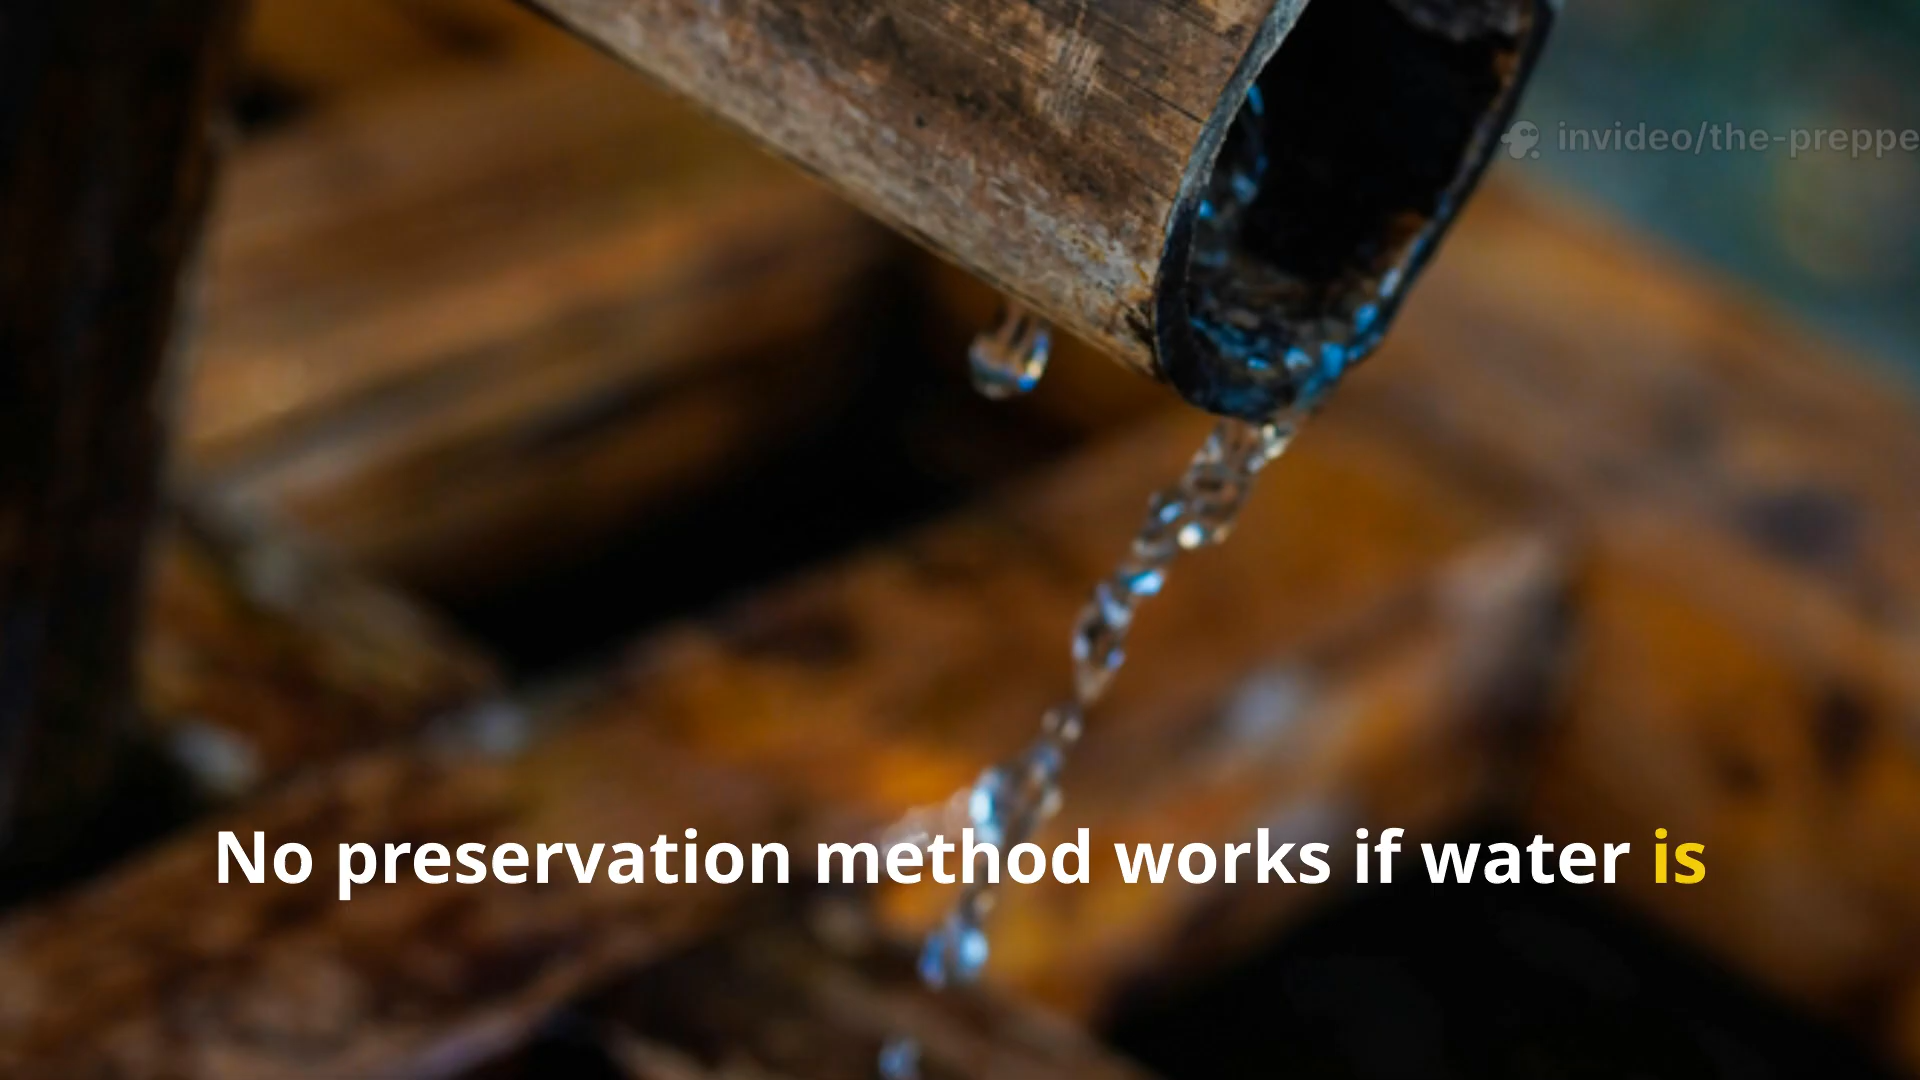 invideo/the-preppe
No preservation method works if water is